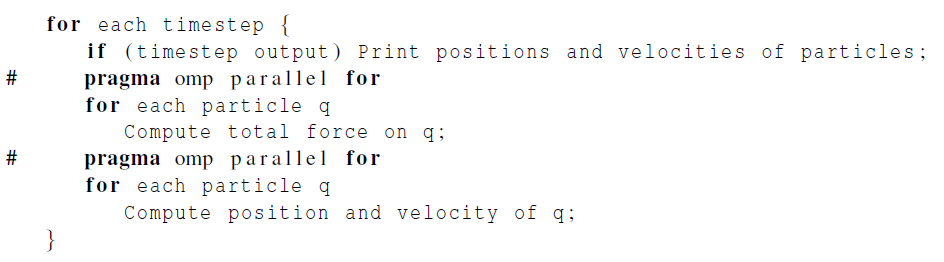 for each timestep {
if (timestep output) Print positions and velocities of particles;
# pragma omp parallel for
for each particle q
Compute total force on q;
# pragma omp parallel for
for each particle q
Compute position and velocity of q;
}